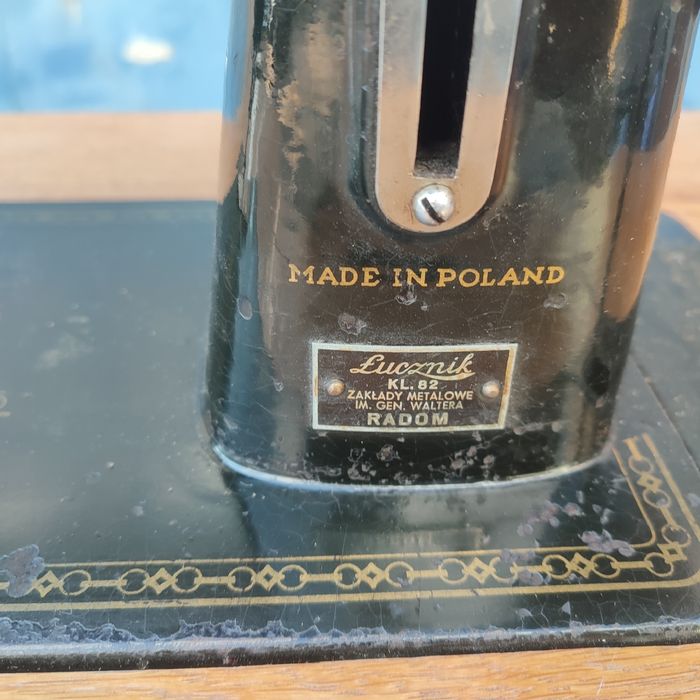 MADE IN POLAND
Łucznik
KL. 82
ZAKŁADY METALOWE
IM. GEN. WALTERA
RADOM